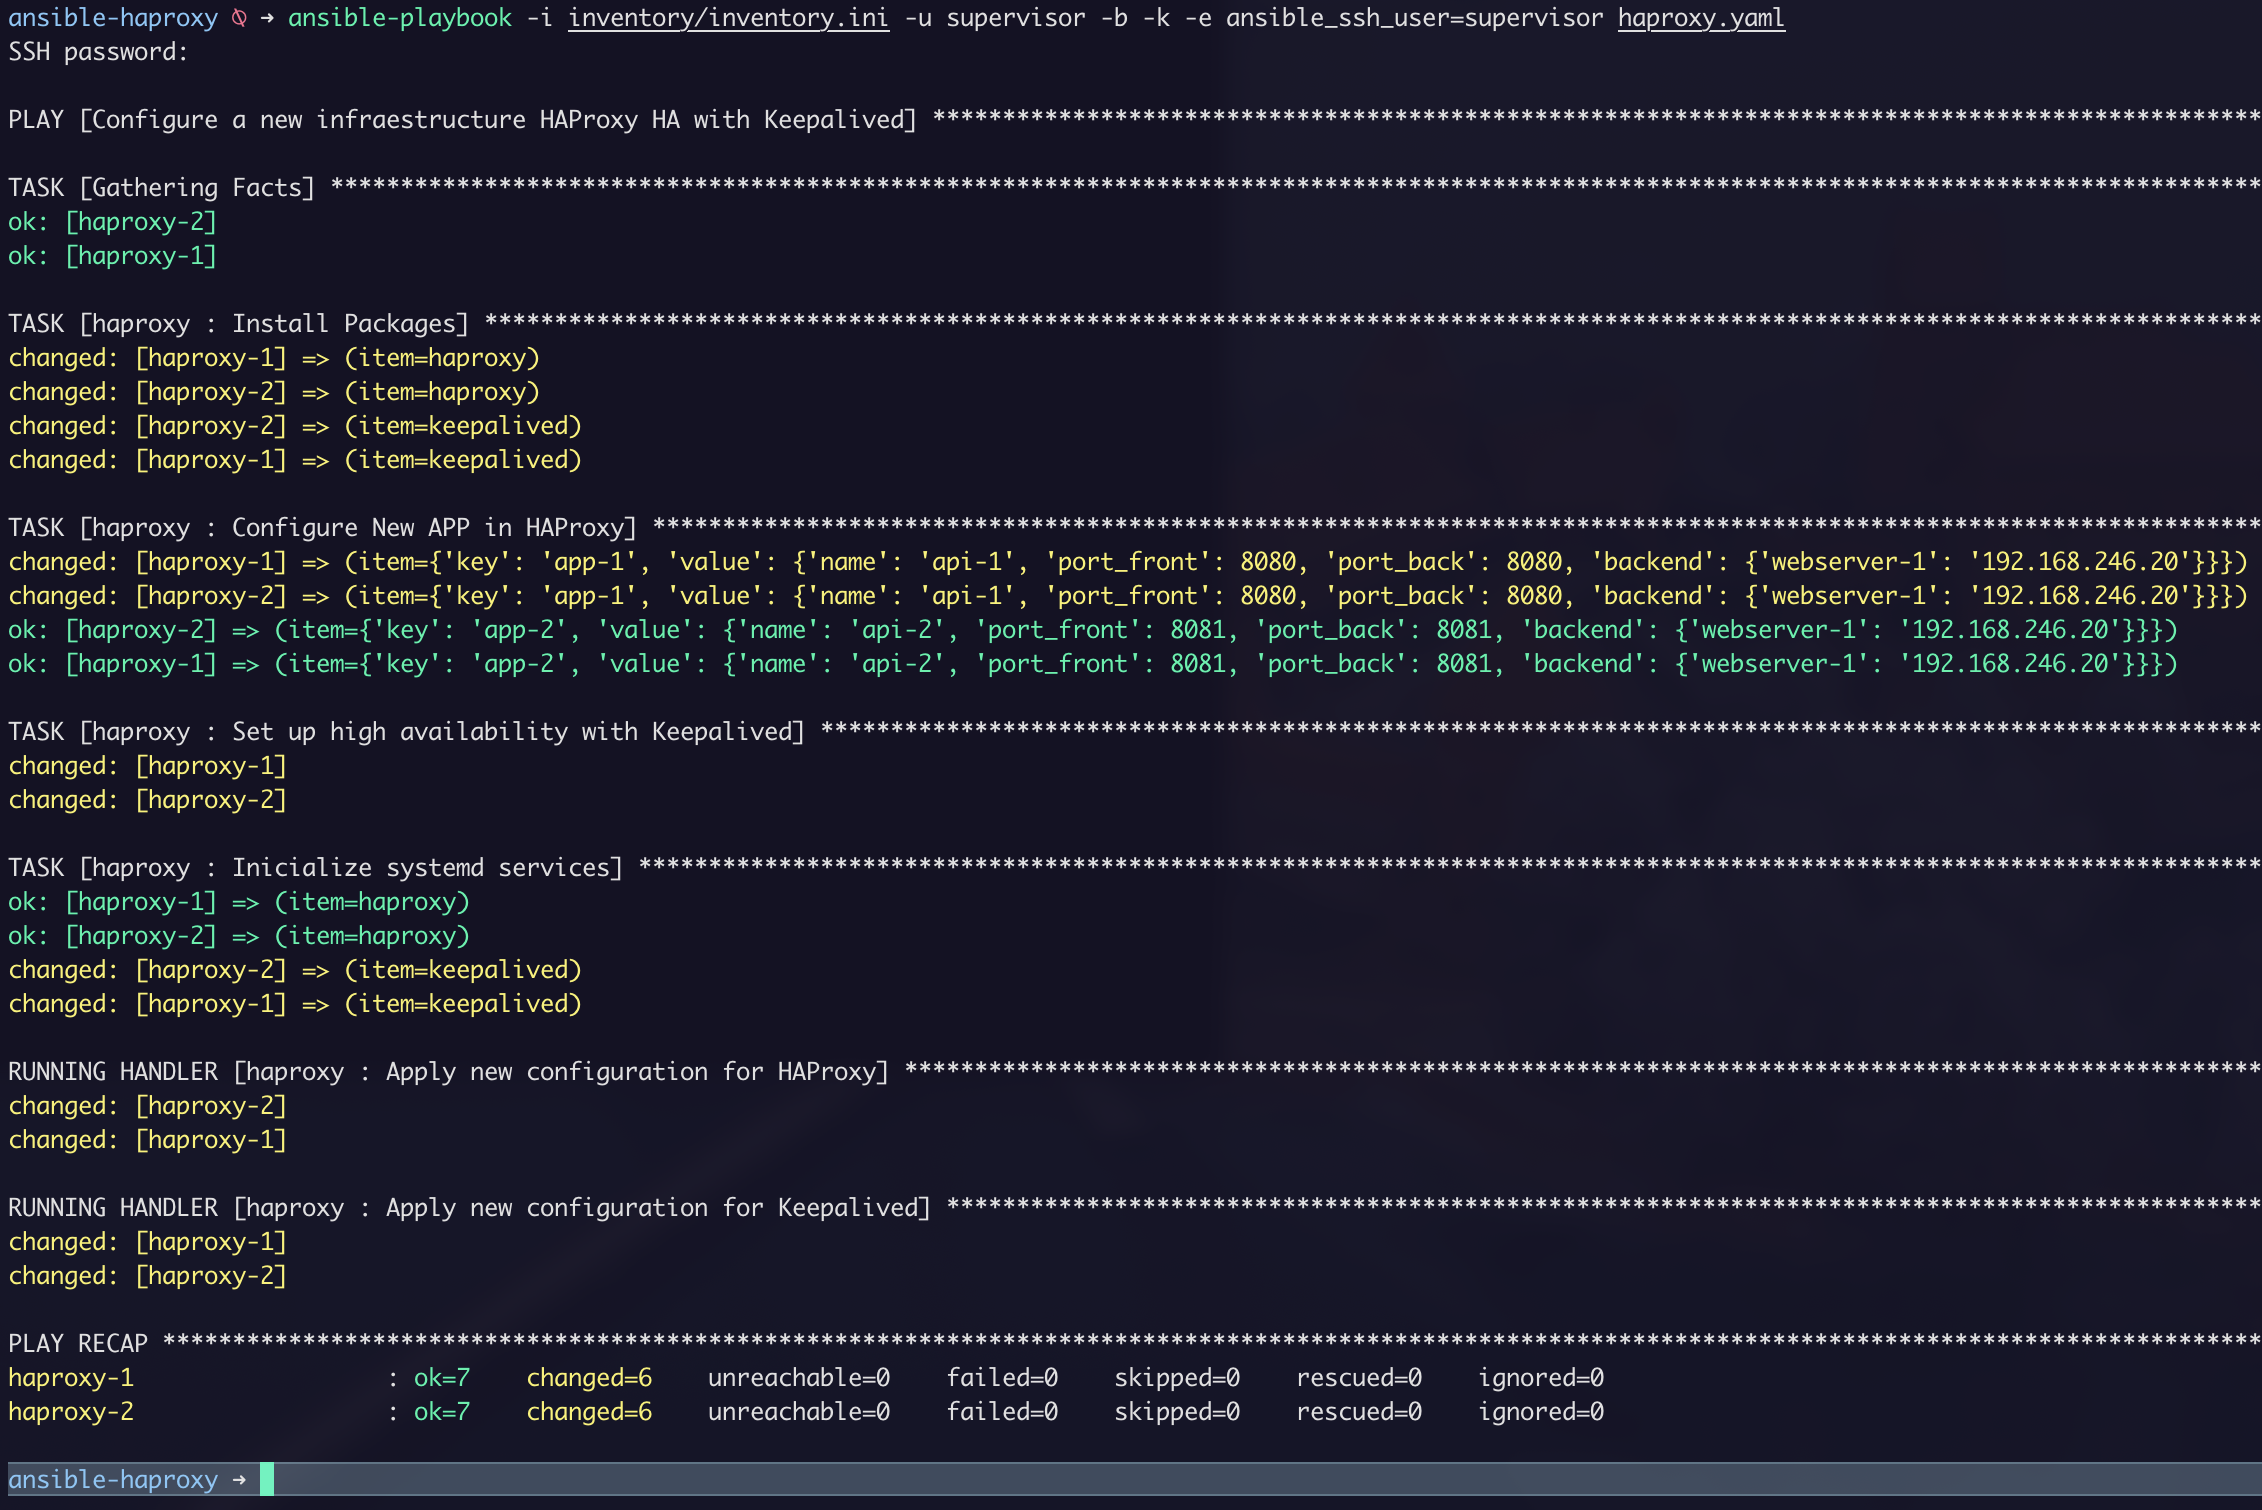 ansible-haproxy ⍉ → ansible-playbook -i inventory/inventory.ini -u supervisor -b -k -e ansible_ssh_user=supervisor haproxy.yaml
SSH password:
PLAY [Configure a new infraestructure HAProxy HA with Keepalived] ***********************************************************************************************
TASK [Gathering Facts] ******************************************************************************************************************************************
ok: [haproxy-2]
ok: [haproxy-1]
TASK [haproxy : Install Packages] *******************************************************************************************************************************
changed: [haproxy-1] => (item=haproxy)
changed: [haproxy-2] => (item=haproxy)
changed: [haproxy-2] => (item=keepalived)
changed: [haproxy-1] => (item=keepalived)
TASK [haproxy : Configure New APP in HAProxy] *******************************************************************************************************************
changed: [haproxy-1] => (item={'key': 'app-1', 'value': {'name': 'api-1', 'port_front': 8080, 'port_back': 8080, 'backend': {'webserver-1': '192.168.246.20'}}})
changed: [haproxy-2] => (item={'key': 'app-1', 'value': {'name': 'api-1', 'port_front': 8080, 'port_back': 8080, 'backend': {'webserver-1': '192.168.246.20'}}})
ok: [haproxy-2] => (item={'key': 'app-2', 'value': {'name': 'api-2', 'port_front': 8081, 'port_back': 8081, 'backend': {'webserver-1': '192.168.246.20'}}})
ok: [haproxy-1] => (item={'key': 'app-2', 'value': {'name': 'api-2', 'port_front': 8081, 'port_back': 8081, 'backend': {'webserver-1': '192.168.246.20'}}})
TASK [haproxy : Set up high availability with Keepalived] *******************************************************************************************************
changed: [haproxy-1]
changed: [haproxy-2]
TASK [haproxy : Inicialize systemd services] ********************************************************************************************************************
ok: [haproxy-1] => (item=haproxy)
ok: [haproxy-2] => (item=haproxy)
changed: [haproxy-2] => (item=keepalived)
changed: [haproxy-1] => (item=keepalived)
RUNNING HANDLER [haproxy : Apply new configuration for HAProxy] *************************************************************************************************
changed: [haproxy-2]
changed: [haproxy-1]
RUNNING HANDLER [haproxy : Apply new configuration for Keepalived] **********************************************************************************************
changed: [haproxy-1]
changed: [haproxy-2]
PLAY RECAP ******************************************************************************************************************************************************
haproxy-1                  : ok=7    changed=6    unreachable=0    failed=0    skipped=0    rescued=0    ignored=0
haproxy-2                  : ok=7    changed=6    unreachable=0    failed=0    skipped=0    rescued=0    ignored=0
ansible-haproxy →